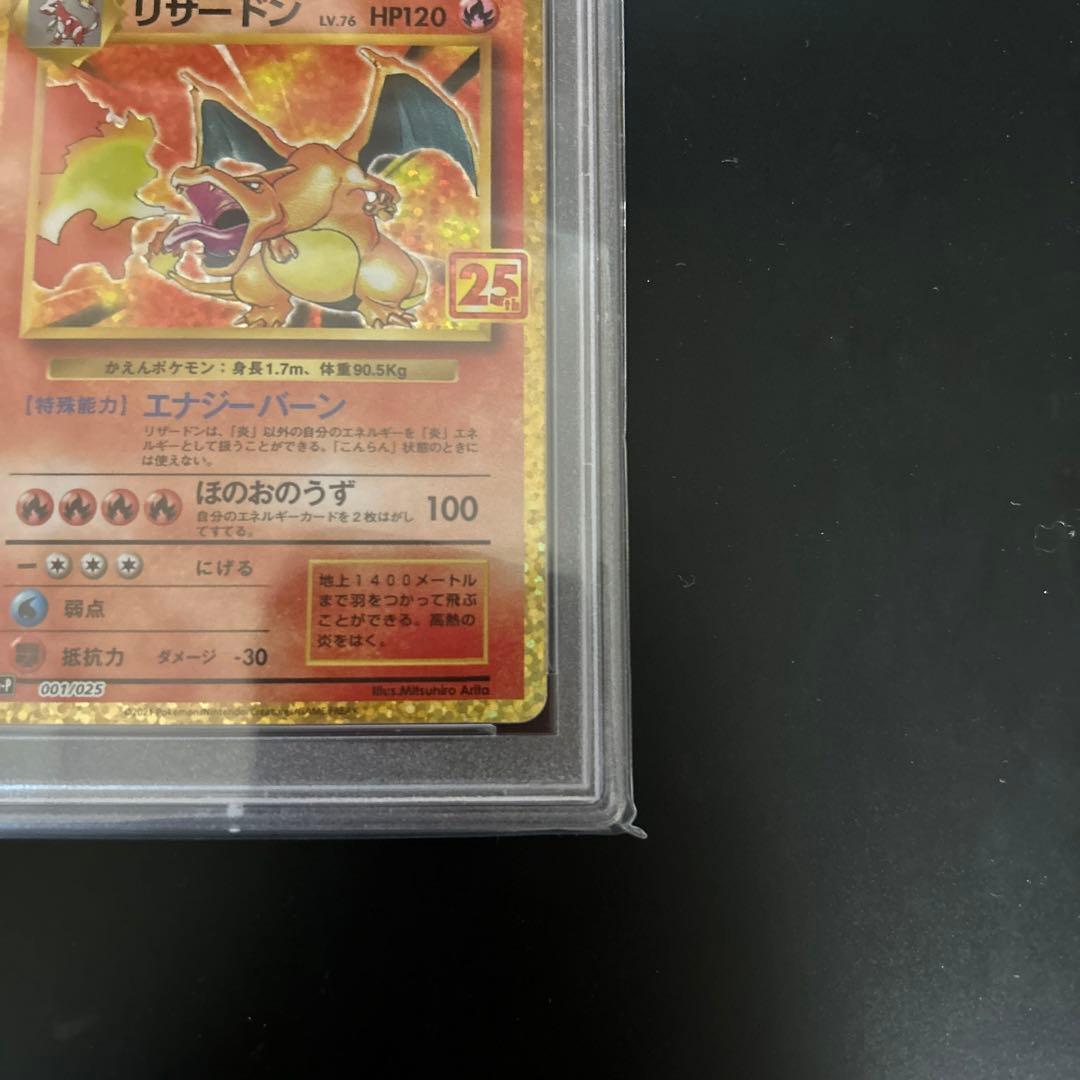 リザードン LV.76 HP120
25th
かえんポケモン：身長1.7m、体重90.5Kg
【特殊能力】 エナジーバーン
リザードンは、「炎」以外の自分のエネルギーを「炎」エネ
ルギーとして扱うことができる。「こんらん」状態のときに
は使えない。
ほのおのうず 100
自分のエネルギーカードを2枚はがし
てすてる。
ー にげる
弱点
抵抗力 ダメージ -30
地上1400メートル
まで羽をつかって飛ぶ
ことができる。高熱の
炎をはく。
-P 001/025 Illus.Mitsuhiro Arita
©2021 Pokémon/Nintendo/Creatures/GAME FREAK.